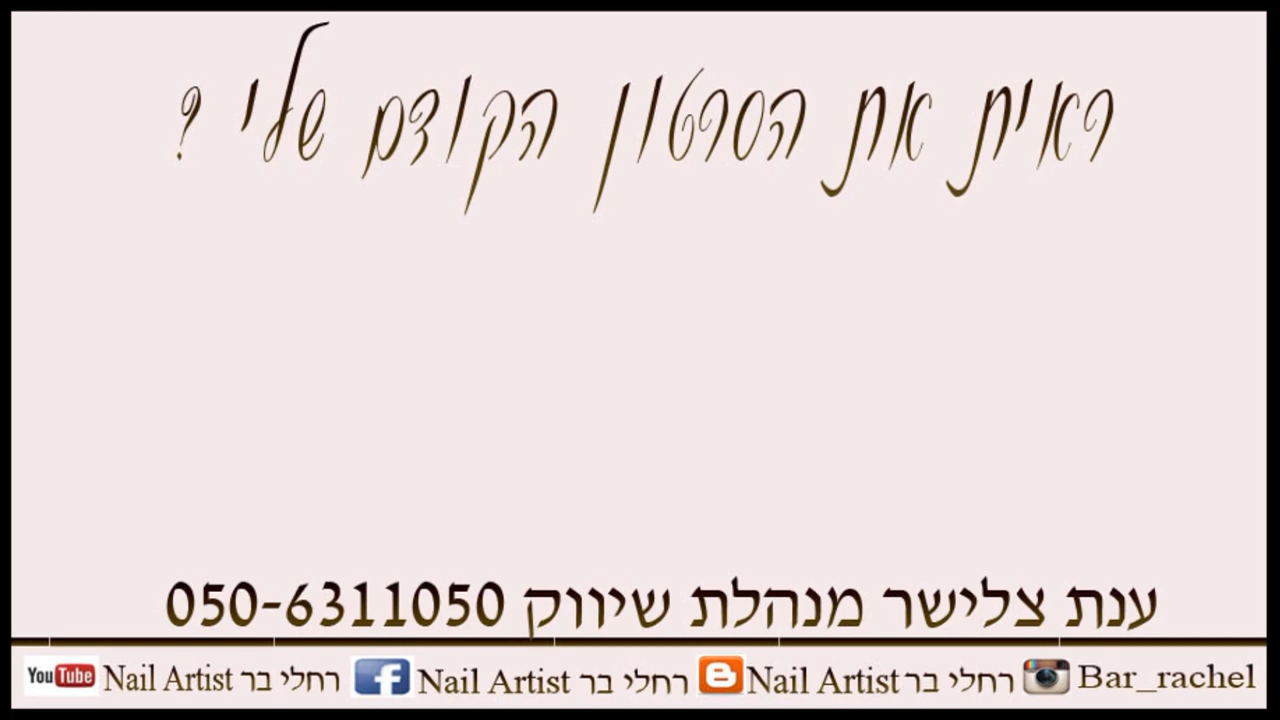 ראית את הסרטון הקודם שלי ?
ענת צלישר מנהלת שיווק 050-6311050
YouTube Nail Artist רחלי בר f Nail Artist רחלי בר B Nail Artist רחלי בר Bar_rachel